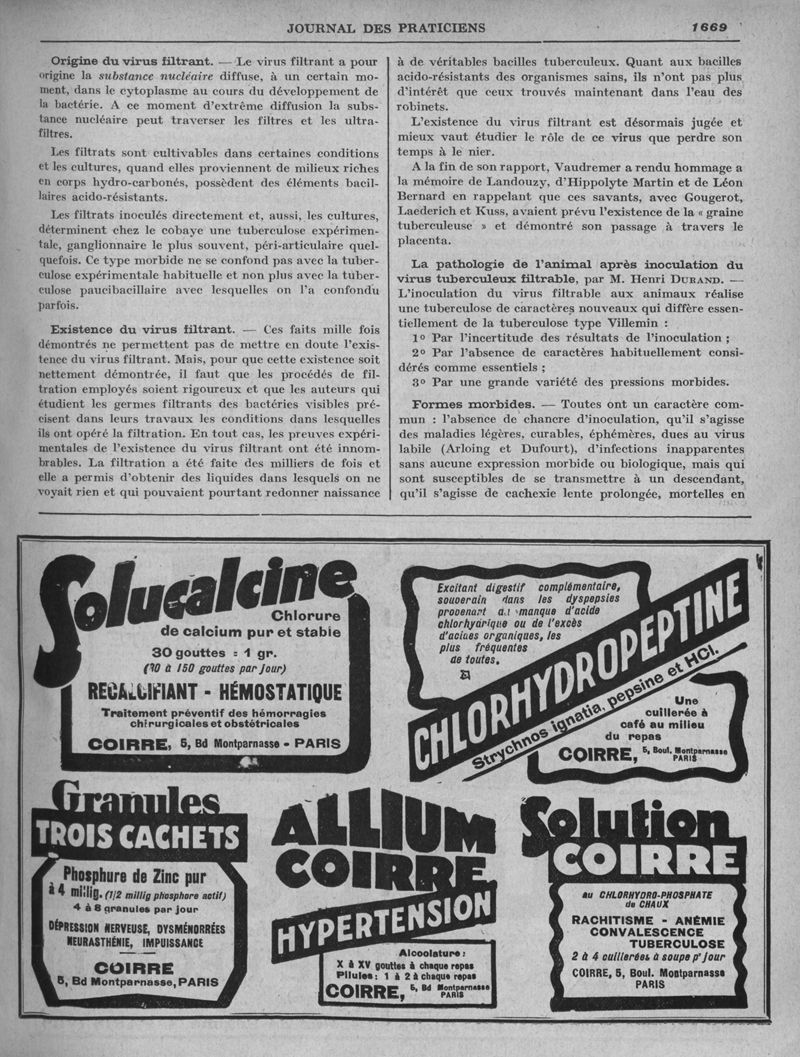 JOURNAL DES PRATICIENS
1669
Origine du virus filtrant. — Le virus filtrant a pour
origine la substance nucléaire diffuse, à un certain mo-
ment, dans le cytoplasme au cours du développement de
la bactérie. A ce moment d'extrême diffusion la subs-
tance nucléaire peut traverser les filtres et les ultra-
filtres.
Les filtrats sont cultivables dans certaines conditions
et les cultures, quand elles proviennent de milieux riches
en corps hydro-carbonés, possèdent des éléments bacil-
laires acido-résistants.
Les filtrats inoculés directement et, aussi, les cultures,
déterminent chez le cobaye une tuberculose expérimen-
tale, ganglionnaire le plus souvent, péri-articulaire quel-
quefois. Ce type morbide ne se confond pas avec la tuber-
culose expérimentale habituelle et non plus avec la tuber-
culose paucibacillaire avec lesquelles on l'a confondu
parfois.
Existence du virus filtrant. — Ces faits mille fois
démontrés ne permettent pas de mettre en doute l'exis-
tence du virus filtrant. Mais, pour que cette existence soit
nettement démontrée, il faut que les procédés de fil-
tration employés soient rigoureux et que les auteurs qui
étudient les germes filtrants des bactéries visibles pré-
cisent dans leurs travaux les conditions dans lesquelles
ils ont opéré la filtration. En tout cas, les preuves expéri-
mentales de l'existence du virus filtrant ont été innom-
brables. La filtration a été faite des milliers de fois et
elle a permis d'obtenir des liquides dans lesquels on ne
voyait rien et qui pouvaient pourtant redonner naissance
à de véritables bacilles tuberculeux. Quant aux bacilles
acido-résistants des organismes sains, ils n'ont pas plus
d'intérêt que ceux trouvés maintenant dans l'eau des
robinets.
L'existence du virus filtrant est désormais jugée et
mieux vaut étudier le rôle de ce virus que perdre son
temps à le nier.
A la fin de son rapport, Vaudremer a rendu hommage a
la mémoire de Landouzy, d'Hippolyte Martin et de Léon
Bernard en rappelant que ces savants, avec Gougerot,
Laederich et Kuss, avaient prévu l'existence de la « graine
tuberculeuse » et démontré son passage à travers le
placenta.
La pathologie de l'animal après inoculation du
virus tuberculeux filtrable, par M. Henri DURAND. —
L'inoculation du virus filtrable aux animaux réalise
une tuberculose de caractères nouveaux qui diffère essen-
tiellement de la tuberculose type Villemin :
1o Par l'incertitude des résultats de l'inoculation ;
2o Par l'absence de caractères habituellement consi-
dérés comme essentiels ;
3o Par une grande variété des pressions morbides.
Formes morbides. — Toutes ont un caractère com-
mun : l'absence de chancre d'inoculation, qu'il s'agisse
des maladies légères, curables, éphémères, dues au virus
labile (Arloing et Dufourt), d'infections inapparentes
sans aucune expression morbide ou biologique, mais qui
sont susceptibles de se transmettre à un descendant,
qu'il s'agisse de cachexie lente prolongée, mortelles en
Solucalcine
Chlorure
de calcium pur et stable
30 gouttes = 1 gr.
à 150 gouttes par jour)
RECALCIFIANT - HÉMOSTATIQUE
Traitement préventif des hémorragies
chirurgicales et obstétricales
COIRRE, 5, Bd Montparnasse - PARIS
Excitant digestif complémentaire,
souverain dans les dyspepsies
provenant du manque d'acide
chlorhydrique ou de l'excès
d'acides organiques, les
plus fréquentes
de toutes.
CHLORHYDROPEPTINE
Strychnos ignatia, pepsine et HCl.
Une
cuillerée à
café au milieu
du repas
COIRRE, 5, Boul. Montparnasse
PARIS
Granules
TROIS CACHETS
Phosphure de Zinc pur
à 4 millig. (1/2 millig phosphore actif)
4 à 8 granules par jour
DÉPRESSION NERVEUSE, DYSMÉNORRÉES
NEURASTHÉNIE, IMPUISSANCE
COIRRE
5, Bd Montparnasse, PARIS
ALLIUM
COIRRE
HYPERTENSION
Alcoolature :
X à XV gouttes à chaque repas
Pilules : 1 à 2 à chaque repas
COIRRE, 5, Bd Montparnasse
PARIS
Solution
COIRRE
au CHLORHYDRO-PHOSPHATE
de CHAUX
RACHITISME - ANÉMIE
CONVALESCENCE
TUBERCULOSE
2 à 4 cuillerées à soupe pr jour
COIRRE, 5, Boul. Montparnasse
PARIS